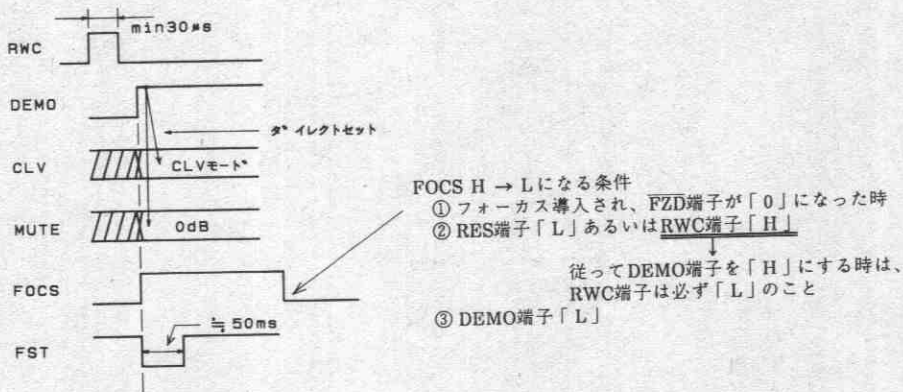 min30μs
RWC
DEMO
ダイレクトセット
CLV
CLVモード
MUTE
0dB
FOCS
≒50ms
FST
FOCS H → Lになる条件
① フォーカス導入され、F̅Z̅D̅端子が「0」になった時
② RES端子「L」あるいはRWC端子「H」
従ってDEMO端子を「H」にする時は、
RWC端子は必ず「L」のこと
③ DEMO端子「L」